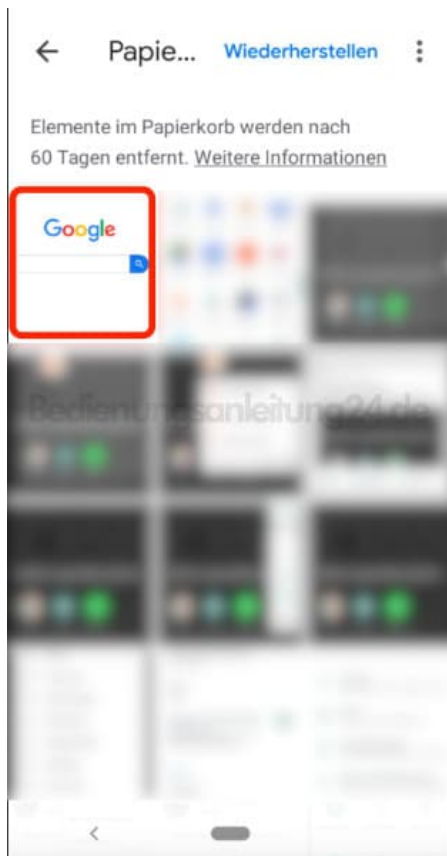 Papie... Wiederherstellen
Elemente im Papierkorb werden nach
60 Tagen entfernt. Weitere Informationen
Google
Bedienungsanleitung24.de